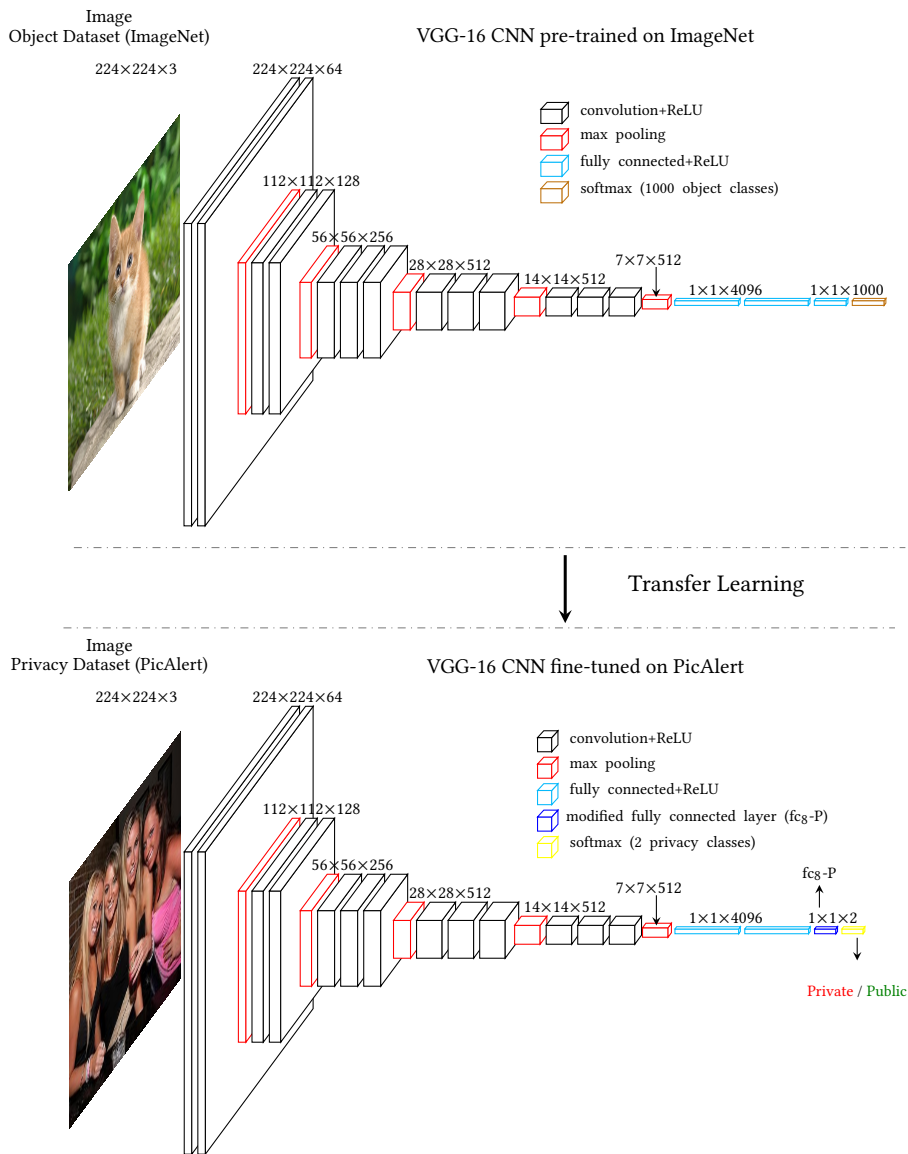 Image
Object Dataset (ImageNet)
VGG-16 CNN pre-trained on ImageNet
224×224×3
224×224×64
convolution+ReLU
max pooling
fully connected+ReLU
softmax (1000 object classes)
112×112×128
56×56×256
28×28×512
14×14×512
7×7×512
1×1×4096
1×1×1000
Transfer Learning
Image
Privacy Dataset (PicAlert)
VGG-16 CNN fine-tuned on PicAlert
224×224×3
224×224×64
convolution+ReLU
max pooling
fully connected+ReLU
modified fully connected layer (fc₈-P)
softmax (2 privacy classes)
112×112×128
56×56×256
28×28×512
14×14×512
7×7×512
1×1×4096
fc₈-P
1×1×2
Private / Public